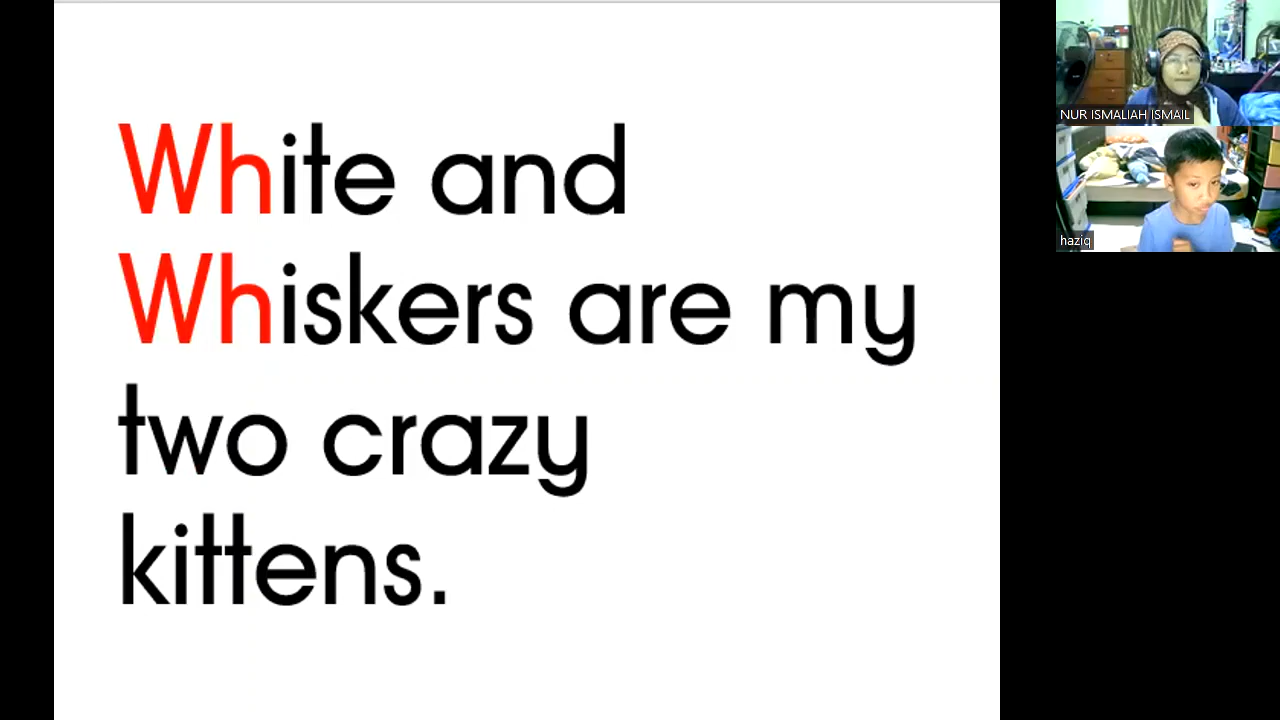 White and
Whiskers are my
two crazy
kittens.
NUR ISMALIAH ISMAIL
haziq